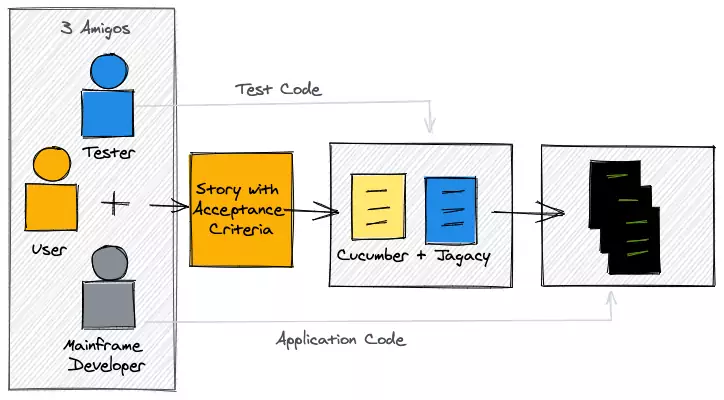 3 Amigos
Test Code
Tester
Story with
Acceptance
Criteria
User
Cucumber + Jagacy
Mainframe
Developer
Application Code